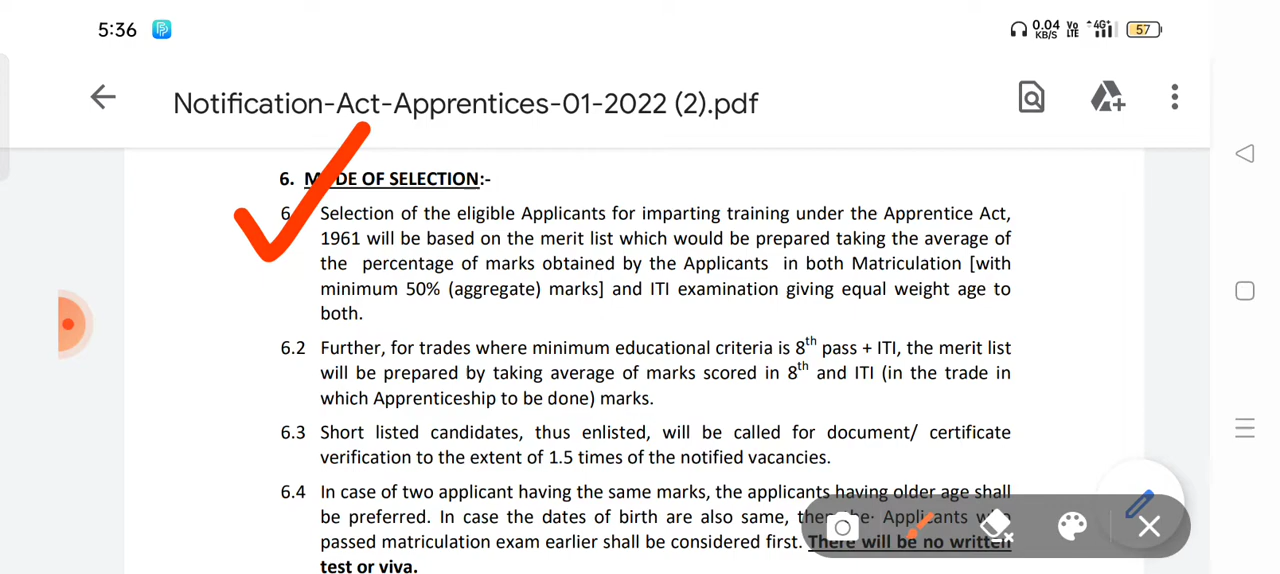 5:36
0.04 KB/S Vo LTE 4G+ 57
Notification-Act-Apprentices-01-2022 (2).pdf
6. MODE OF SELECTION:-
6. Selection of the eligible Applicants for imparting training under the Apprentice Act,
1961 will be based on the merit list which would be prepared taking the average of
the percentage of marks obtained by the Applicants in both Matriculation [with
minimum 50% (aggregate) marks] and ITI examination giving equal weight age to
both.
6.2 Further, for trades where minimum educational criteria is 8th pass + ITI, the merit list
will be prepared by taking average of marks scored in 8th and ITI (in the trade in
which Apprenticeship to be done) marks.
6.3 Short listed candidates, thus enlisted, will be called for document/ certificate
verification to the extent of 1.5 times of the notified vacancies.
6.4 In case of two applicant having the same marks, the applicants having older age shall
be preferred. In case the dates of birth are also same, then the Applicants who
passed matriculation exam earlier shall be considered first. There will be no written
test or viva.